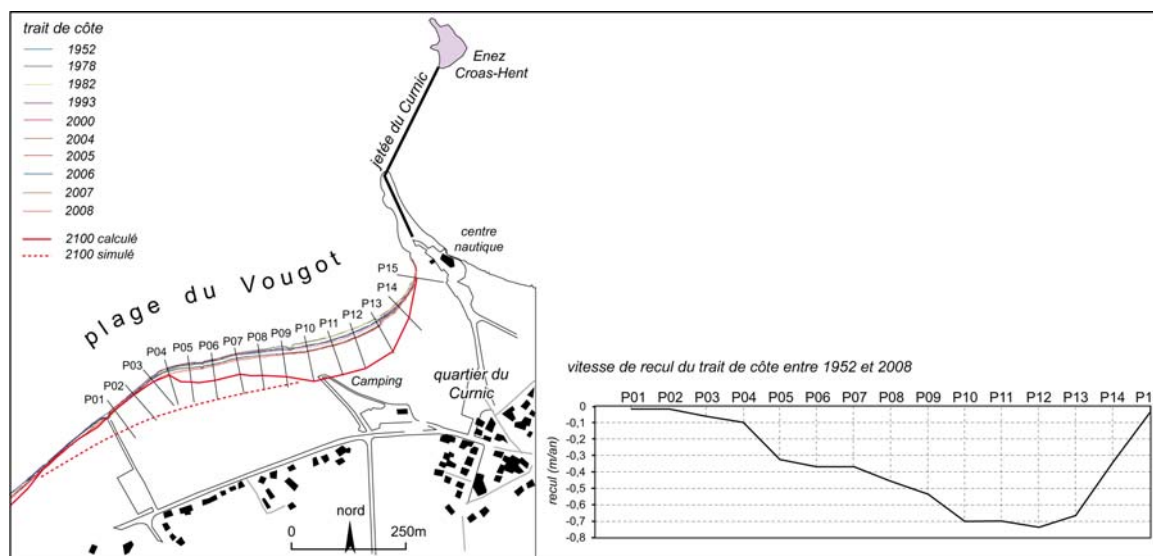 trait de côte
1952
1978
1982
1993
2000
2004
2005
2006
2007
2008
2100 calculé
2100 simulé
Enez
Croas-Hent
jetée du Curnic
centre
nautique
plage du Vougot
P15
P14
P13
P12
P11
P10
P09
P08
P07
P06
P05
P04
P03
P02
P01
Camping
quartier du
Curnic
nord
0 250m
vitesse de recul du trait de côte entre 1952 et 2008
P01 P02 P03 P04 P05 P06 P07 P08 P09 P10 P11 P12 P13 P14 P1
0
-0,1
-0,2
-0,3
-0,4
-0,5
-0,6
-0,7
-0,8
recul (m/an)